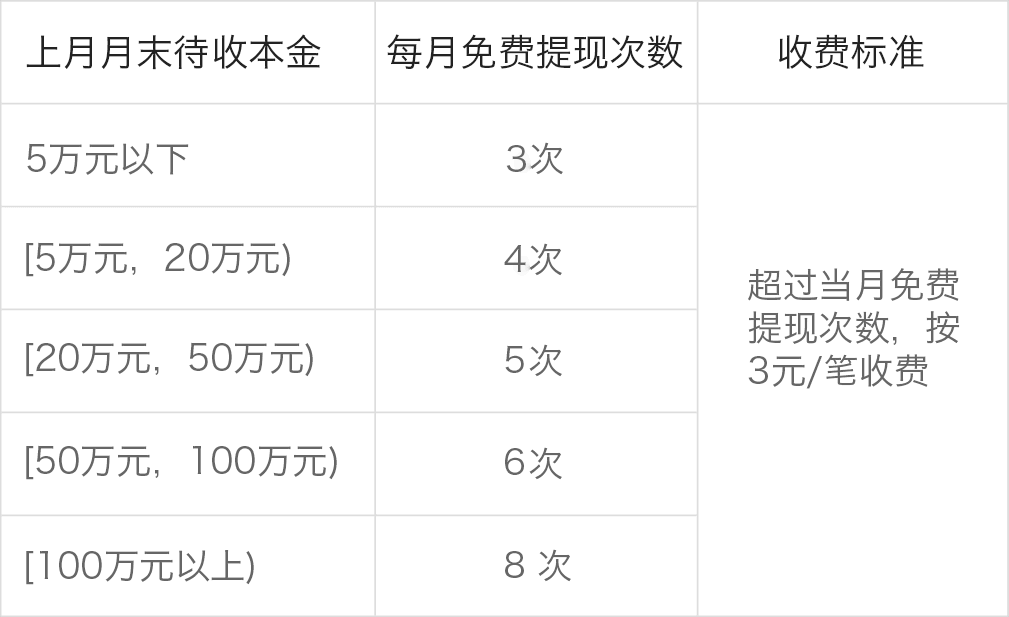 上月月末待收本金 每月免费提现次数 收费标准
5万元以下 3次
[5万元，20万元) 4次
[20万元，50万元) 5次
[50万元，100万元) 6次
[100万元以上) 8 次
超过当月免费
提现次数，按
3元/笔收费